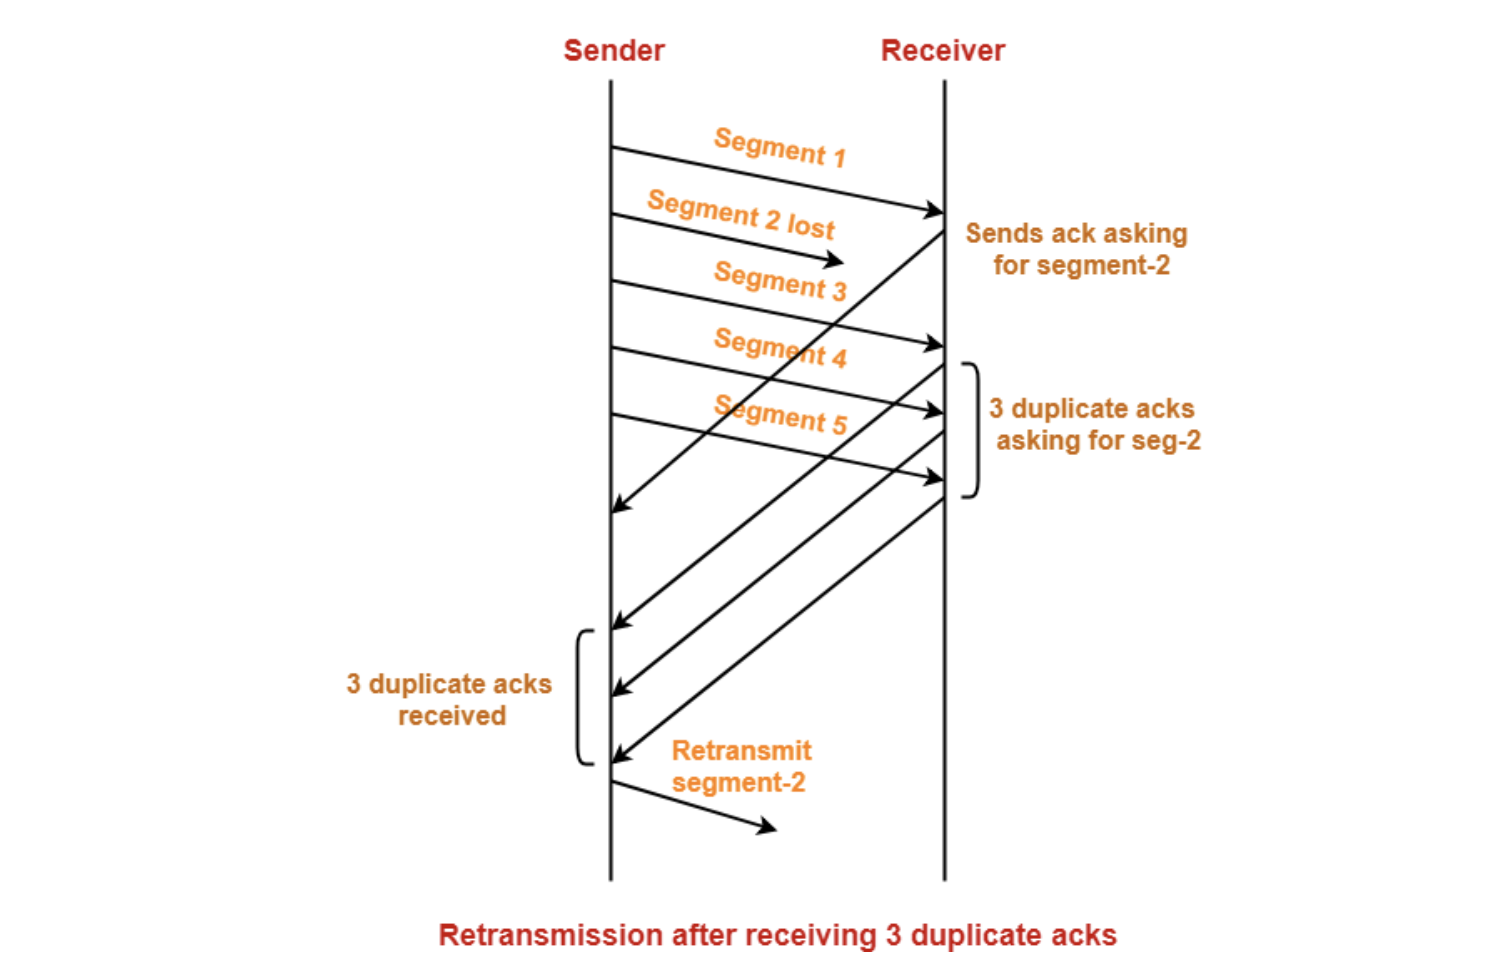 Sender
Receiver
Segment 1
Segment 2 lost
Sends ack asking
for segment-2
Segment 3
Segment 4
Segment 5
3 duplicate acks
asking for seg-2
3 duplicate acks
received
Retransmit
segment-2
Retransmission after receiving 3 duplicate acks